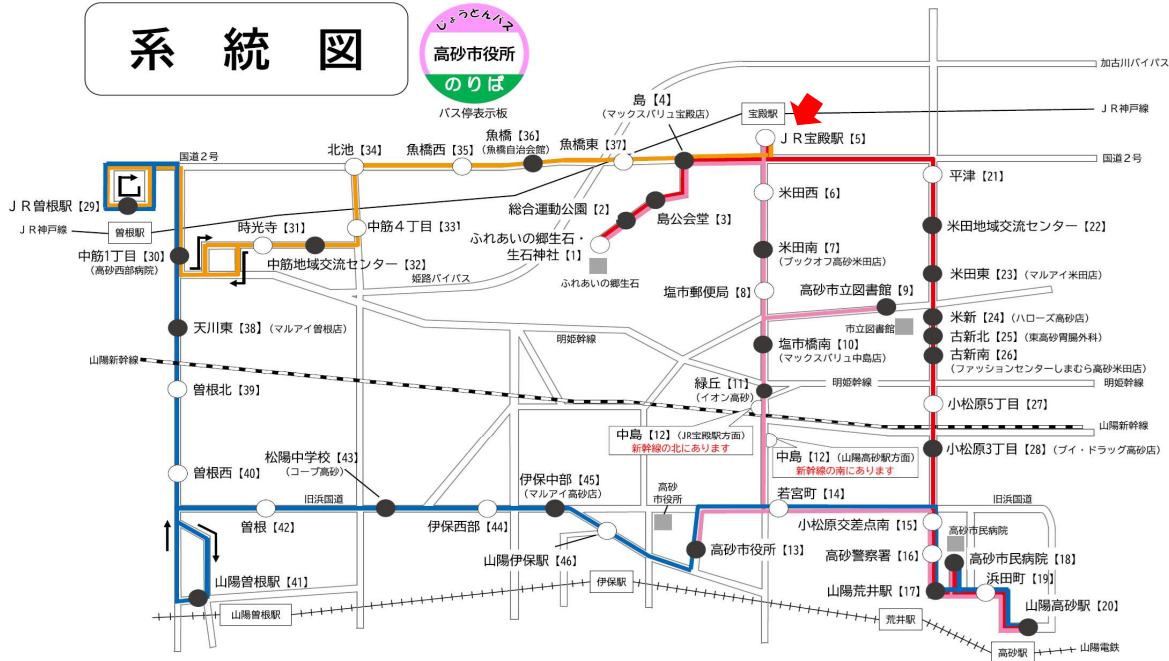 系統図
じょうとんバス
高砂市役所
のりば
バス停表示板
加古川バイパス
JR神戸線
島【4】
(マックスバリュ宝殿店)
宝殿駅
JR宝殿駅【5】
国道2号
北池【34】
魚橋西【35】
魚橋【36】
(魚橋自治会館)
魚橋東【37】
国道2号
平津【21】
米田西【6】
JR曽根駅【29】
JR神戸線
曽根駅
総合運動公園【2】
島公会堂【3】
ふれあいの郷生石・
生石神社【1】
ふれあいの郷生石
時光寺【31】
中筋4丁目【33】
中筋1丁目【30】
(高砂西部病院)
中筋地域交流センター【32】
姫路バイパス
米田地域交流センター【22】
米田南【7】
(ブックオフ高砂米田店)
米田東【23】(マルアイ米田店)
塩市郵便局【8】
高砂市立図書館【9】
市立図書館
米新【24】(ハローズ高砂店)
古新北【25】(東高砂胃腸外科)
古新南【26】
(ファッションセンターしまむら高砂米田店)
天川東【38】(マルアイ曽根店)
明姫幹線
塩市橋南【10】
(マックスバリュ中島店)
山陽新幹線
緑丘【11】
(イオン高砂)
明姫幹線
明姫幹線
曽根北【39】
小松原5丁目【27】
山陽新幹線
中島【12】(JR宝殿駅方面)
新幹線の北にあります
中島【12】(山陽高砂駅方面)
新幹線の南にあります
小松原3丁目【28】(ブイ・ドラッグ高砂店)
曽根西【40】
松陽中学校【43】
(コープ高砂)
伊保中部【45】
(マルアイ高砂店)
高砂
市役所
若宮町【14】
旧浜国道
旧浜国道
曽根【42】
伊保西部【44】
小松原交差点南【15】
高砂市民病院
山陽伊保駅【46】
高砂市役所【13】
高砂警察署【16】
高砂市民病院【18】
山陽曽根駅【41】
山陽荒井駅【17】
浜田町【19】
山陽高砂駅【20】
山陽曽根駅
伊保駅
荒井駅
高砂駅
山陽電鉄